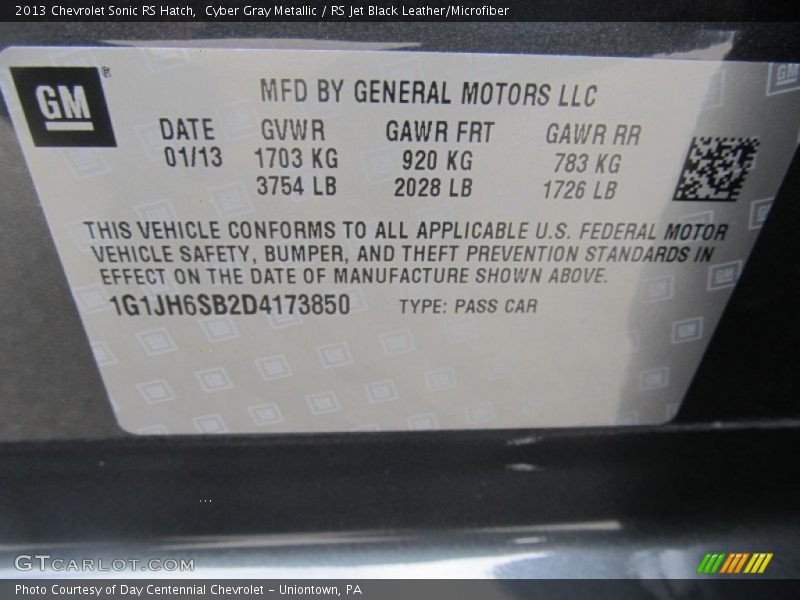 2013 Chevrolet Sonic RS Hatch,  Cyber Gray Metallic / RS Jet Black Leather/Microfiber
GM
MFD BY GENERAL MOTORS LLC
DATE GVWR GAWR FRT GAWR RR
01/13 1703 KG 920 KG 783 KG
3754 LB 2028 LB 1726 LB
THIS VEHICLE CONFORMS TO ALL APPLICABLE U.S. FEDERAL MOTOR
VEHICLE SAFETY, BUMPER, AND THEFT PREVENTION STANDARDS IN
EFFECT ON THE DATE OF MANUFACTURE SHOWN ABOVE.
1G1JH6SB2D4173850 TYPE: PASS CAR
GTCARLOT.COM
Photo Courtesy of Day Centennial Chevrolet - Uniontown, PA